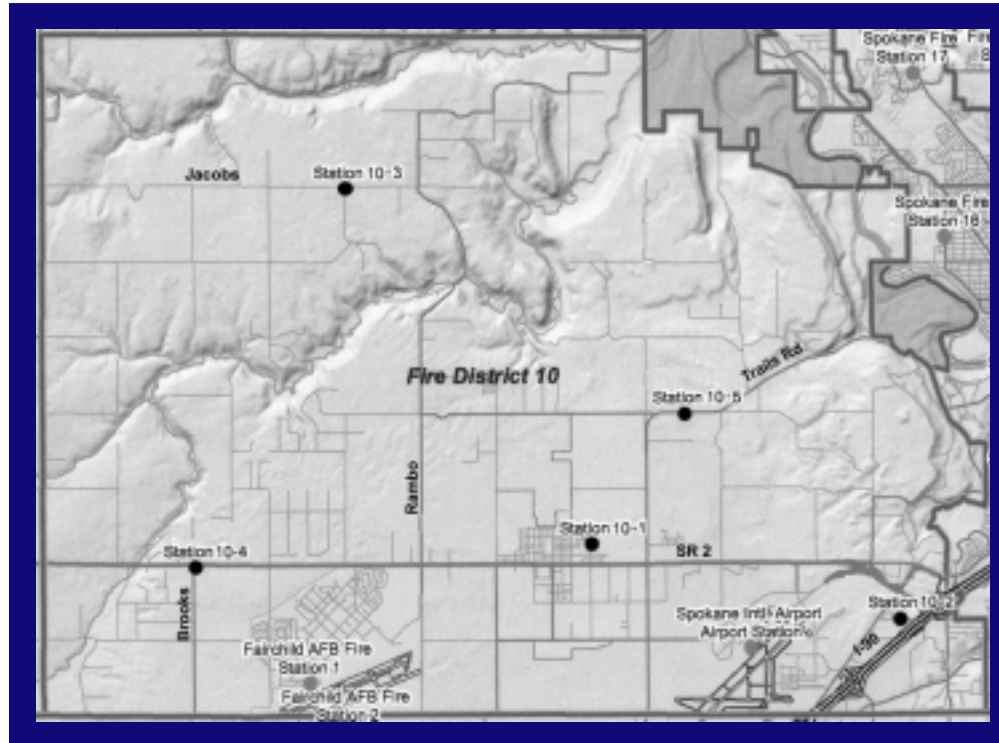 Spokane Fire
Station 17
Fire
S
Jacobs
Station 10-3
Spokane Fire
Station 16
Trails Rd
Fire District 10
Station 10-5
Rambo
Station 10-1
SR 2
Station 10-4
Brooks
Station 10-2
Spokane Intl Airport
Airport Station
I-90
Fairchild AFB Fire
Station 1
Fairchild AFB Fire
Station 2